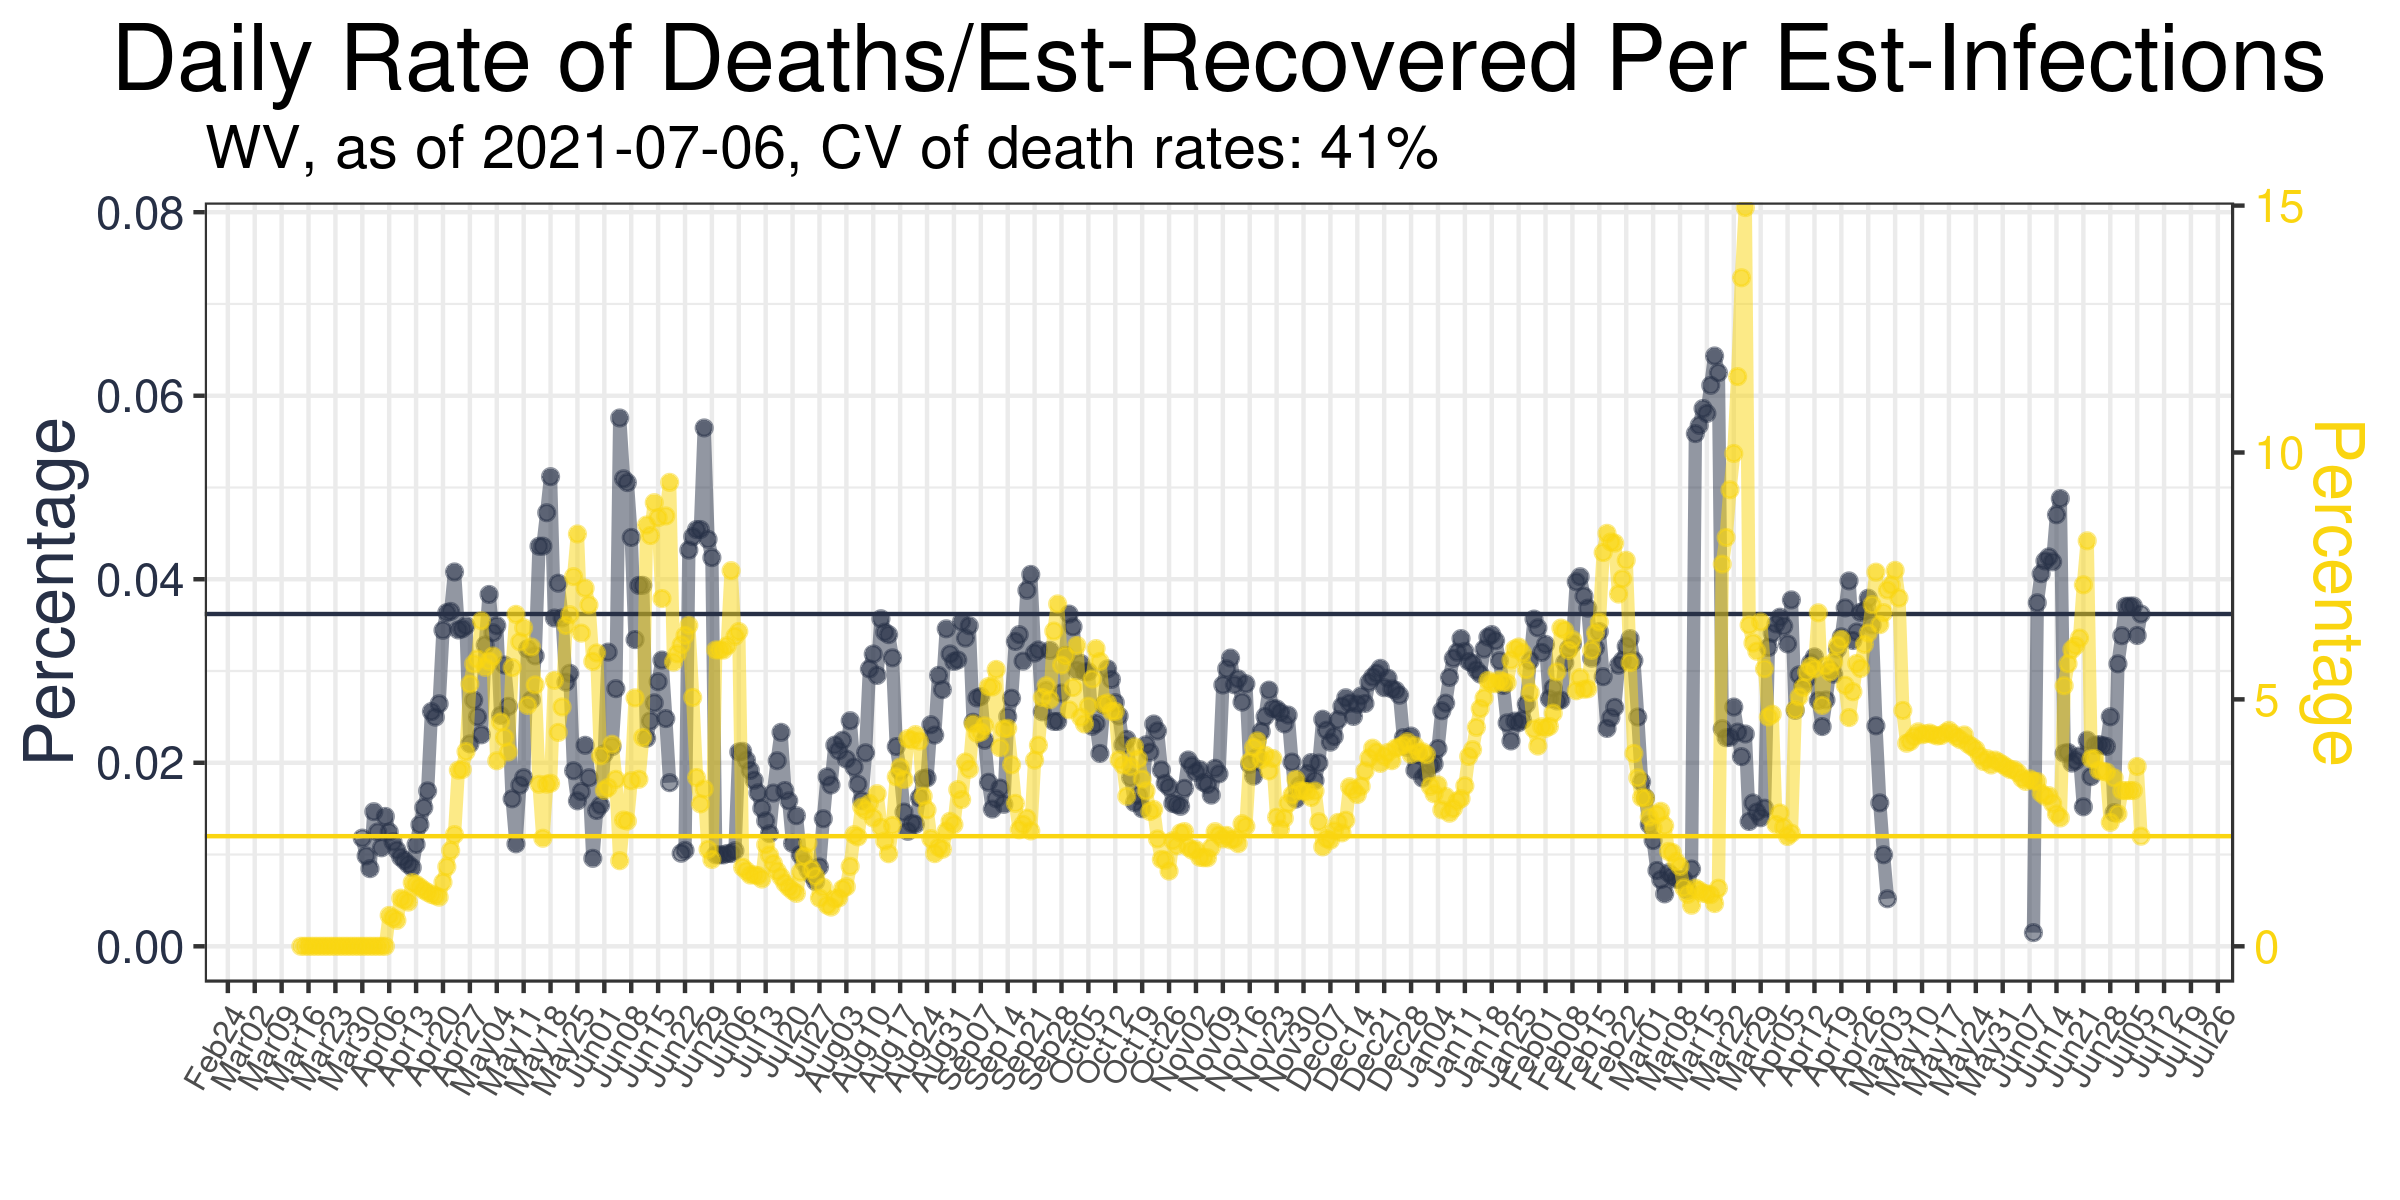 Daily Rate of Deaths/Est-Recovered Per Est-Infections
WV, as of 2021-07-06, CV of death rates: 41%
Percentage
0.08
0.06
0.04
0.02
0.00
15
10
5
0
Percentage
Feb24
Mar02
Mar09
Mar16
Mar23
Mar30
Apr06
Apr13
Apr20
Apr27
May04
May11
May18
May25
Jun01
Jun08
Jun15
Jun22
Jun29
Jul06
Jul13
Jul20
Jul27
Aug03
Aug10
Aug17
Aug24
Aug31
Sep07
Sep14
Sep21
Sep28
Oct05
Oct12
Oct19
Oct26
Nov02
Nov09
Nov16
Nov23
Nov30
Dec07
Dec14
Dec21
Dec28
Jan04
Jan11
Jan18
Jan25
Feb01
Feb08
Feb15
Feb22
Mar01
Mar08
Mar15
Mar22
Mar29
Apr05
Apr12
Apr19
Apr26
May03
May10
May17
May24
May31
Jun07
Jun14
Jun21
Jun28
Jul05
Jul12
Jul19
Jul26